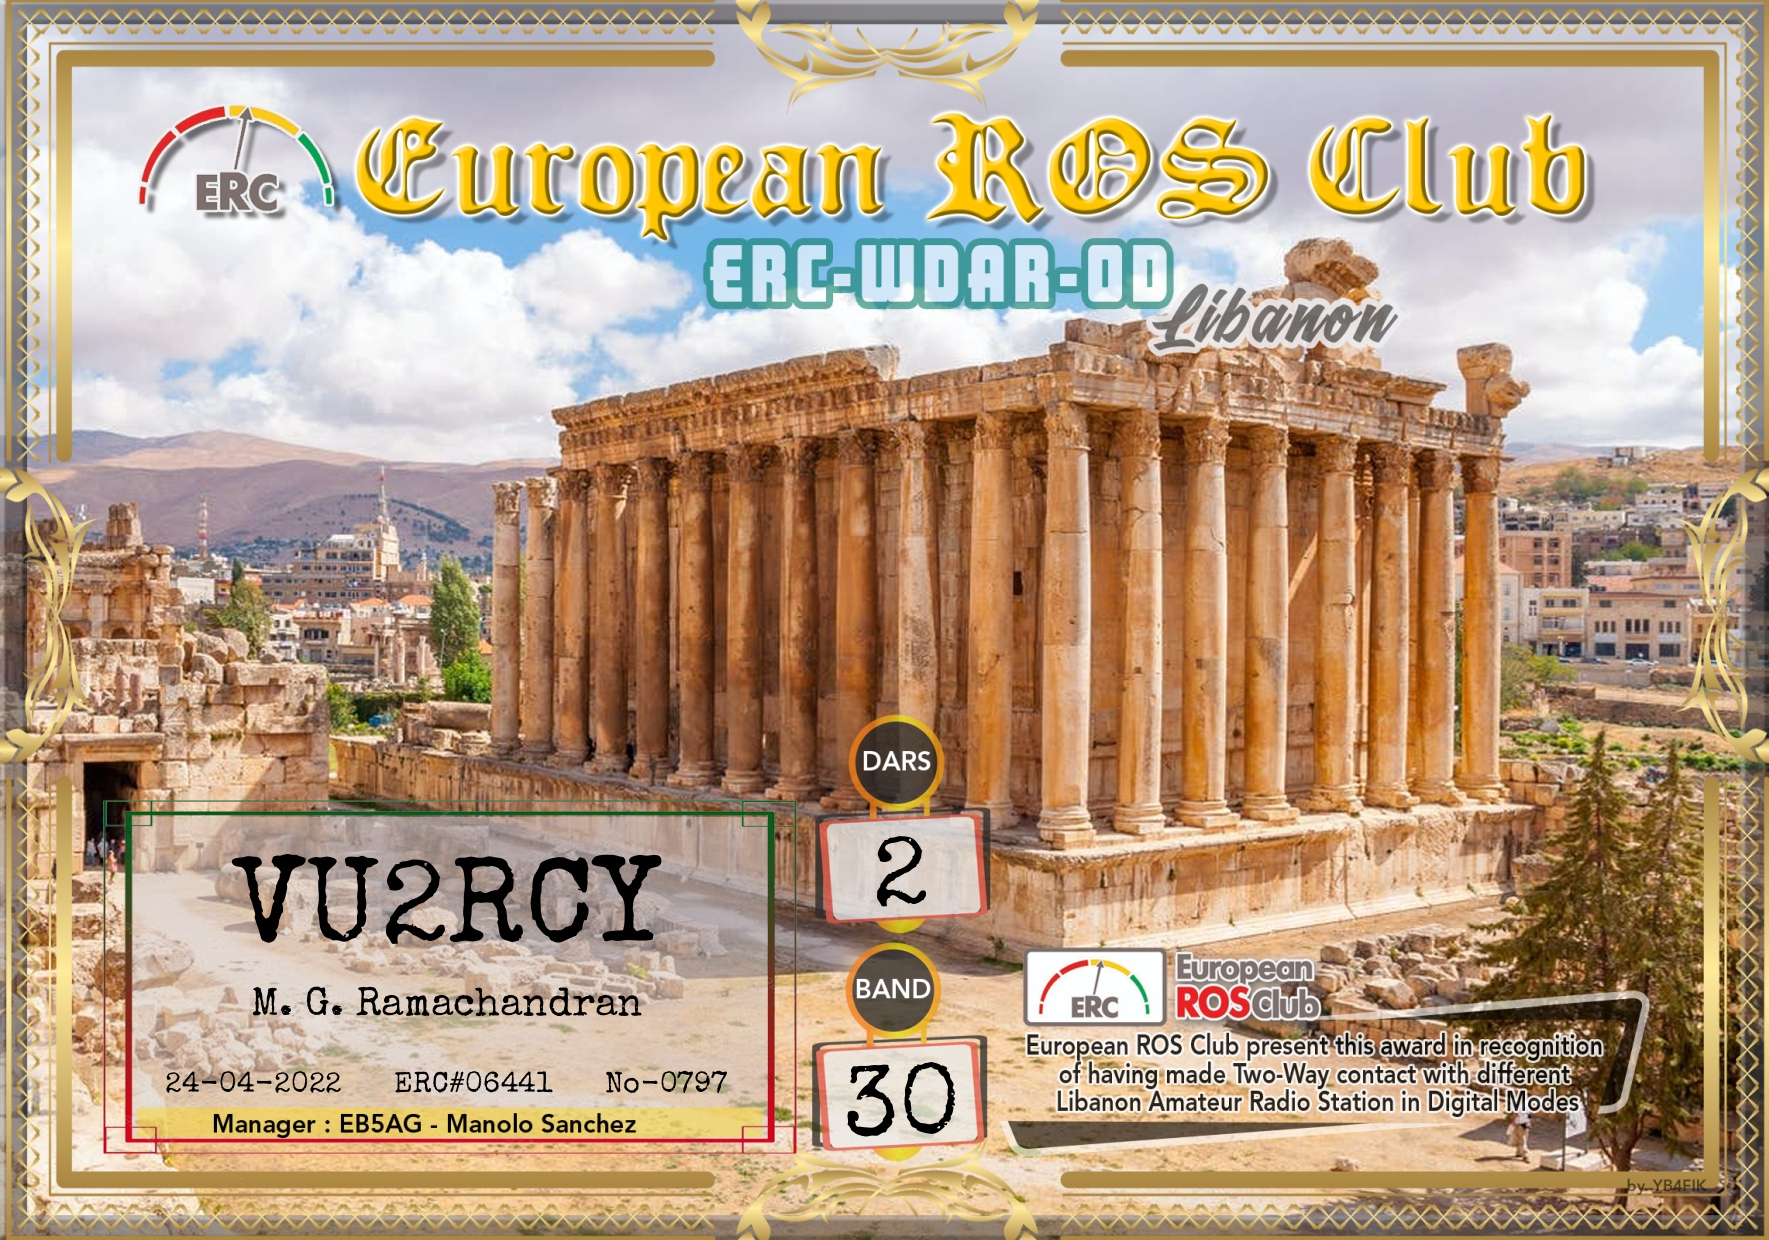 ERC
European ROS Club
ERC-WDAR-OD
Libanon
DARS
2
VU2RCY
M. G. Ramachandran
24-04-2022 ERC#06441 No-0797
Manager : EB5AG - Manolo Sanchez
BAND
30
ERC
European
ROSClub
European ROS Club present this award in recognition
of having made Two-Way contact with different
Libanon Amateur Radio Station in Digital Modes
by. YB4FIK